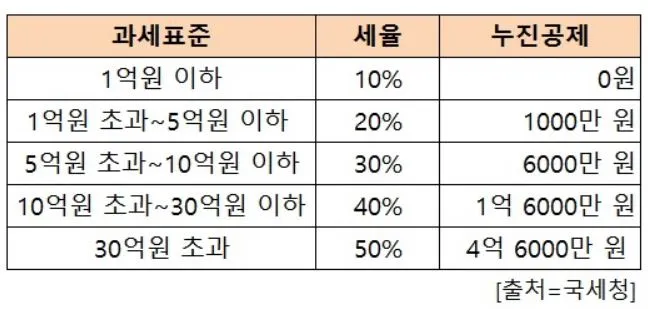 과세표준 세율 누진공제
1억원 이하 10% 0원
1억원 초과~5억원 이하 20% 1000만 원
5억원 초과~10억원 이하 30% 6000만 원
10억원 초과~30억원 이하 40% 1억 6000만 원
30억원 초과 50% 4억 6000만 원
[출처=국세청]